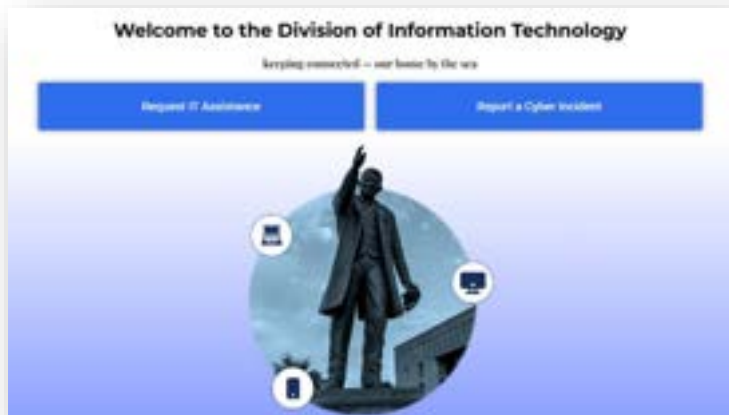 Welcome to the Division of Information Technology
keeping connected — our home by the sea
Request IT Assistance
Report a Cyber Incident